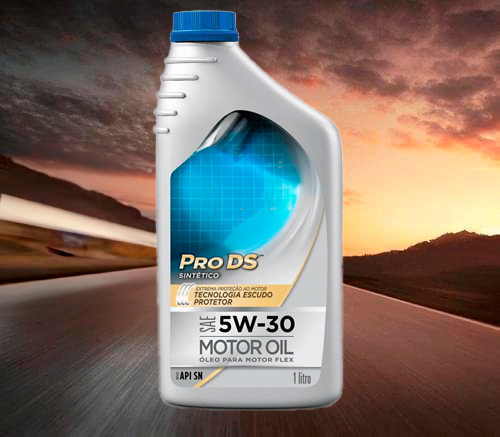 PRO DS™
SINTÉTICO
EXTREMA PROTEÇÃO AO MOTOR
TECNOLOGIA ESCUDO
PROTETOR
SAE 5W-30
MOTOR OIL
ÓLEO PARA MOTOR FLEX
API SN 1 litro